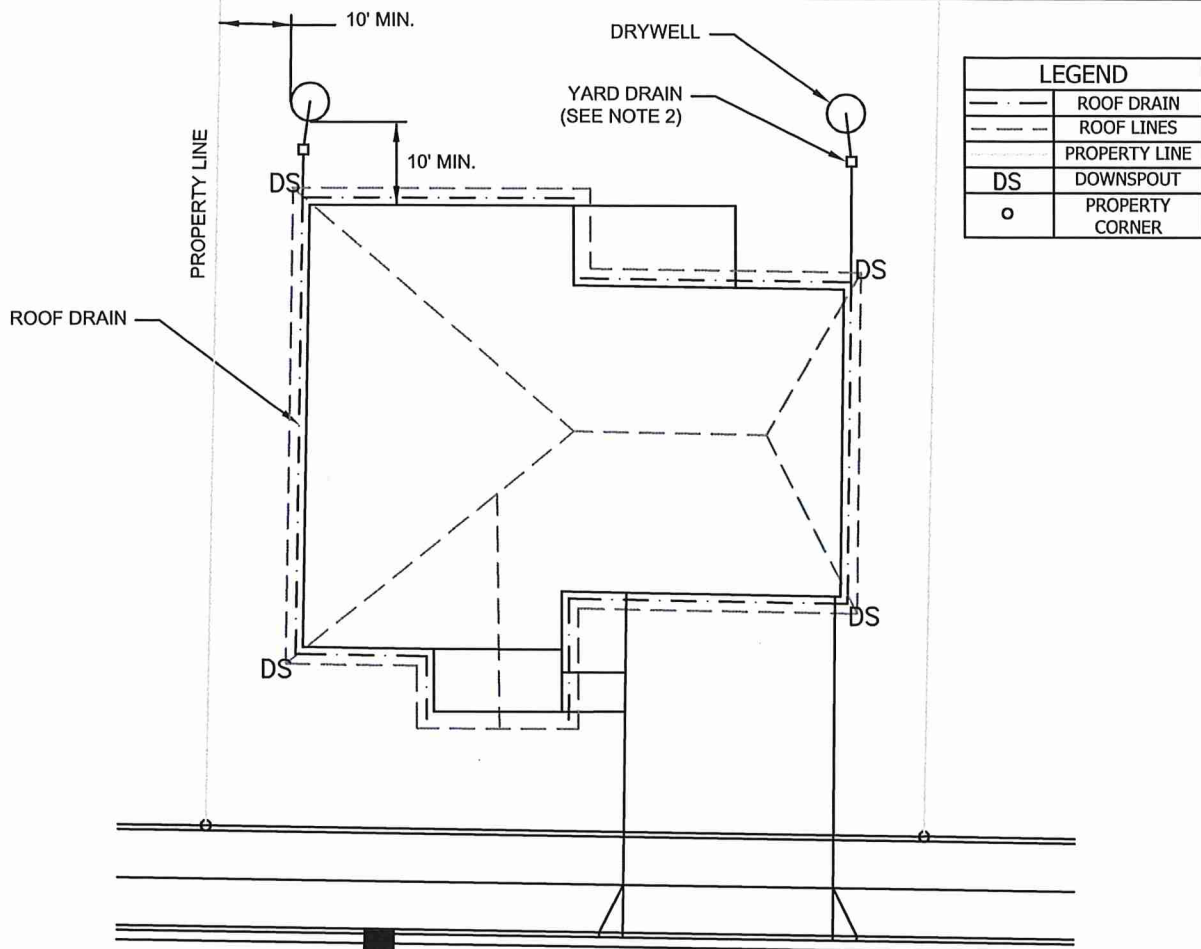 10' MIN.
DRYWELL
YARD DRAIN
(SEE NOTE 2)
LEGEND
ROOF DRAIN
ROOF LINES
PROPERTY LINE
DS DOWNSPOUT
PROPERTY
CORNER
PROPERTY LINE
10' MIN.
DS
DS
ROOF DRAIN
DS
DS